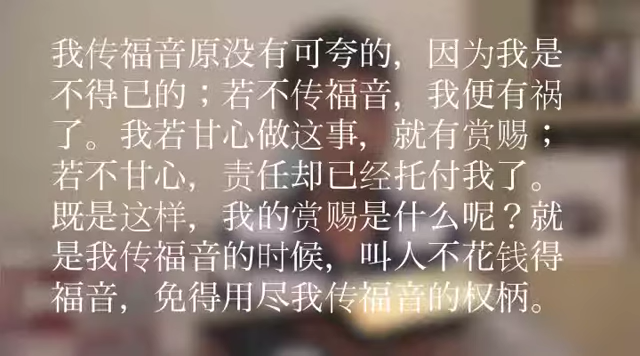 我传福音原没有可夸的，因为我是
不得已的；若不传福音，我便有祸
了。我若甘心做这事，就有赏赐；
若不甘心，责任却已经托付我了。
既是这样，我的赏赐是什么呢？就
是我传福音的时候，叫人不花钱得
福音，免得用尽我传福音的权柄。